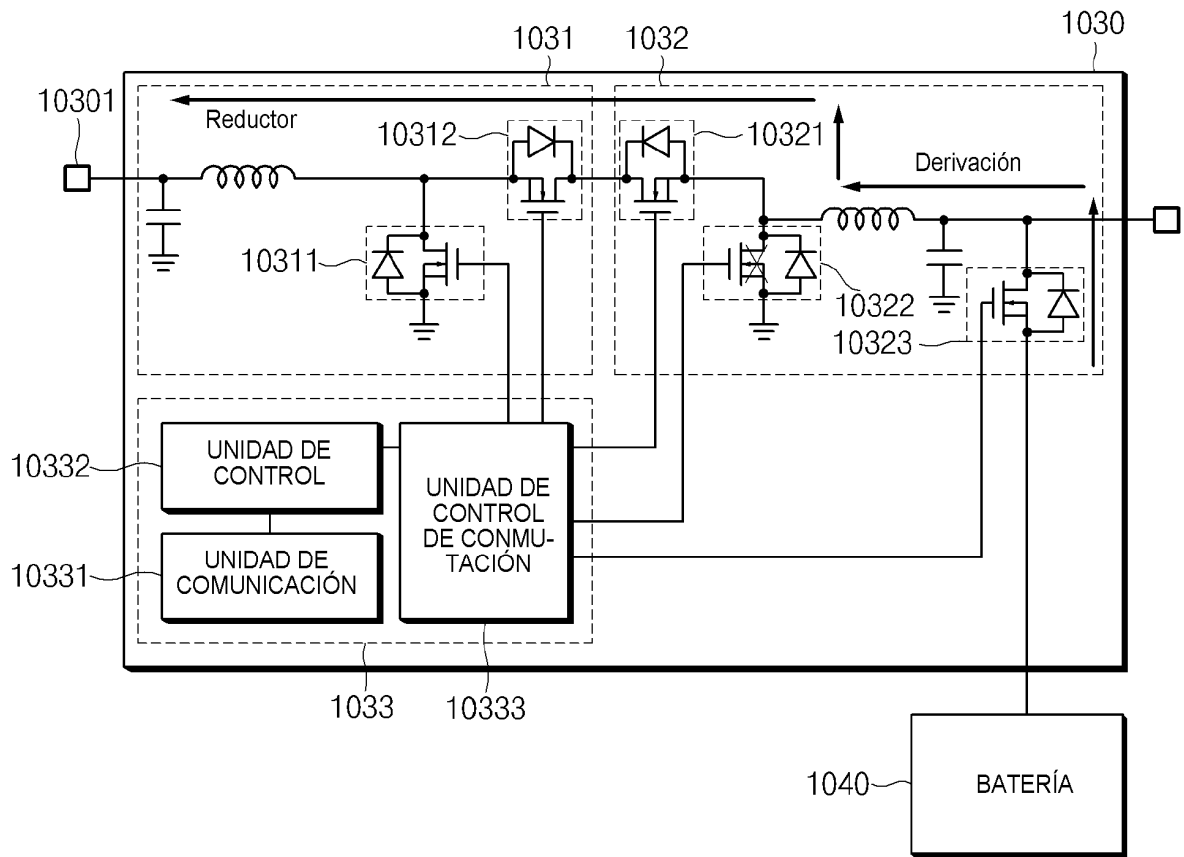 1031
1032
1030
10301
Reductor
10312
10321
Derivación
10311
10322
10323
10332
UNIDAD DE
CONTROL
UNIDAD DE
CONTROL
DE CONMU-
TACIÓN
10331
UNIDAD DE
COMUNICACIÓN
1033
10333
1040
BATERÍA